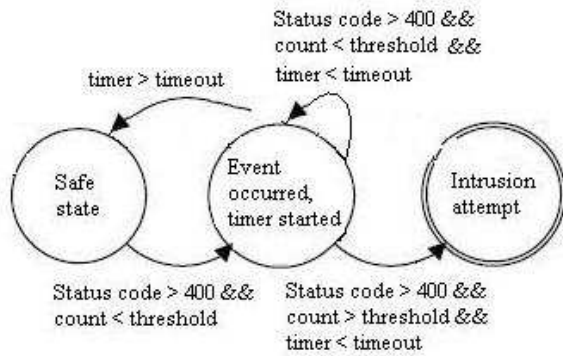 Status code > 400 &&
count < threshold &&
timer < timeout
timer > timeout
Safe
state
Event
occurred,
timer started
Intrusion
attempt
Status code > 400 &&
count < threshold
Status code > 400 &&
count > threshold &&
timer < timeout